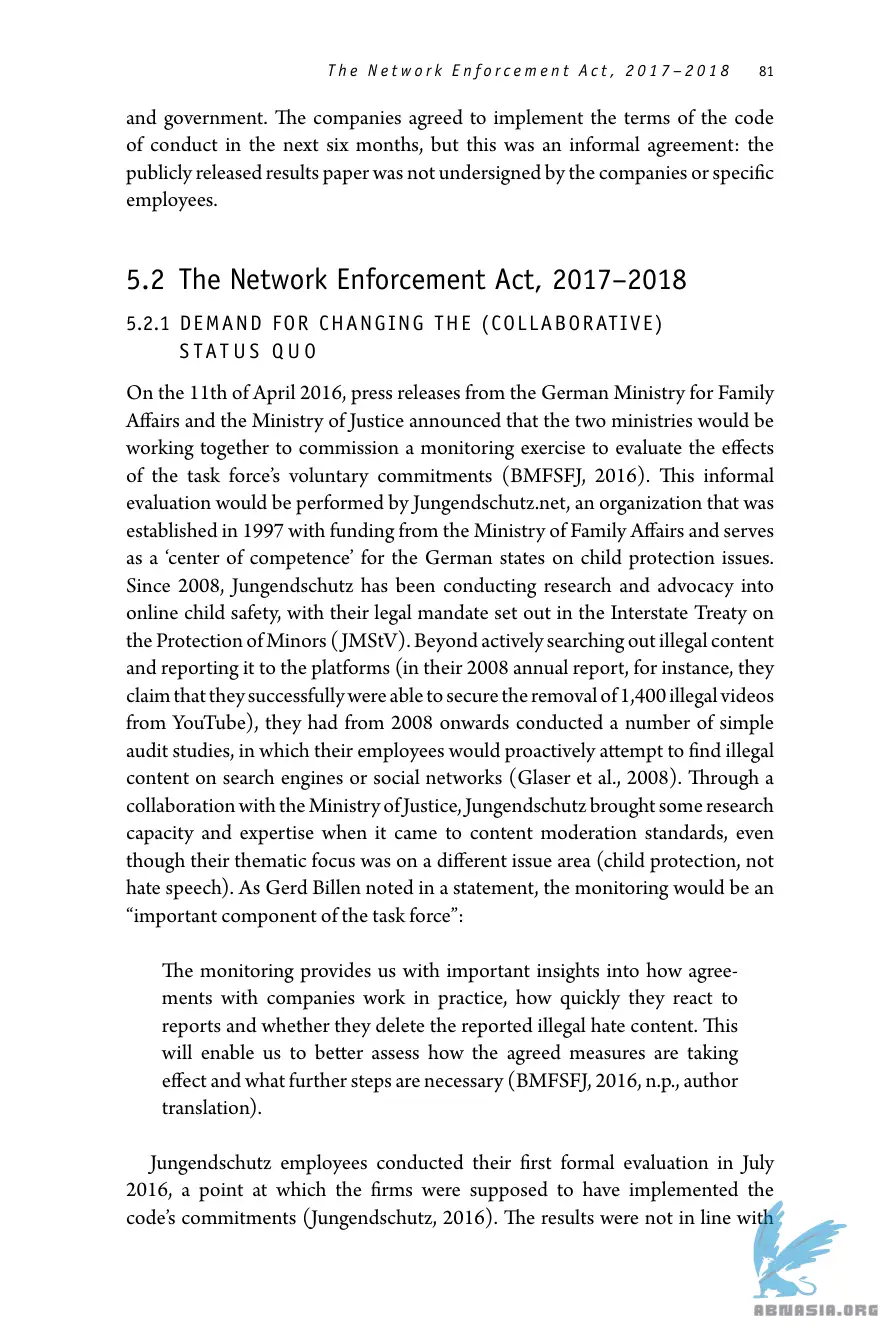 The Network Enforcement Act, 2017–2018 81
and government. The companies agreed to implement the terms of the code
of conduct in the next six months, but this was an informal agreement: the
publicly released results paper was not undersigned by the companies or specific
employees.
5.2 The Network Enforcement Act, 2017–2018
5.2.1 DEMAND FOR CHANGING THE (COLLABORATIVE)
STATUS QUO
On the 11th of April 2016, press releases from the German Ministry for Family
Affairs and the Ministry of Justice announced that the two ministries would be
working together to commission a monitoring exercise to evaluate the effects
of the task force’s voluntary commitments (BMFSFJ, 2016). This informal
evaluation would be performed by Jungendschutz.net, an organization that was
established in 1997 with funding from the Ministry of Family Affairs and serves
as a ‘center of competence’ for the German states on child protection issues.
Since 2008, Jungendschutz has been conducting research and advocacy into
online child safety, with their legal mandate set out in the Interstate Treaty on
the Protection of Minors (JMStV). Beyond actively searching out illegal content
and reporting it to the platforms (in their 2008 annual report, for instance, they
claim that they successfully were able to secure the removal of 1,400 illegal videos
from YouTube), they had from 2008 onwards conducted a number of simple
audit studies, in which their employees would proactively attempt to find illegal
content on search engines or social networks (Glaser et al., 2008). Through a
collaboration with the Ministry of Justice, Jungendschutz brought some research
capacity and expertise when it came to content moderation standards, even
though their thematic focus was on a different issue area (child protection, not
hate speech). As Gerd Billen noted in a statement, the monitoring would be an
“important component of the task force”:
The monitoring provides us with important insights into how agree-
ments with companies work in practice, how quickly they react to
reports and whether they delete the reported illegal hate content. This
will enable us to better assess how the agreed measures are taking
effect and what further steps are necessary (BMFSFJ, 2016, n.p., author
translation).
Jungendschutz employees conducted their first formal evaluation in July
2016, a point at which the firms were supposed to have implemented the
code’s commitments (Jungendschutz, 2016). The results were not in line with
ABNASIA.ORG